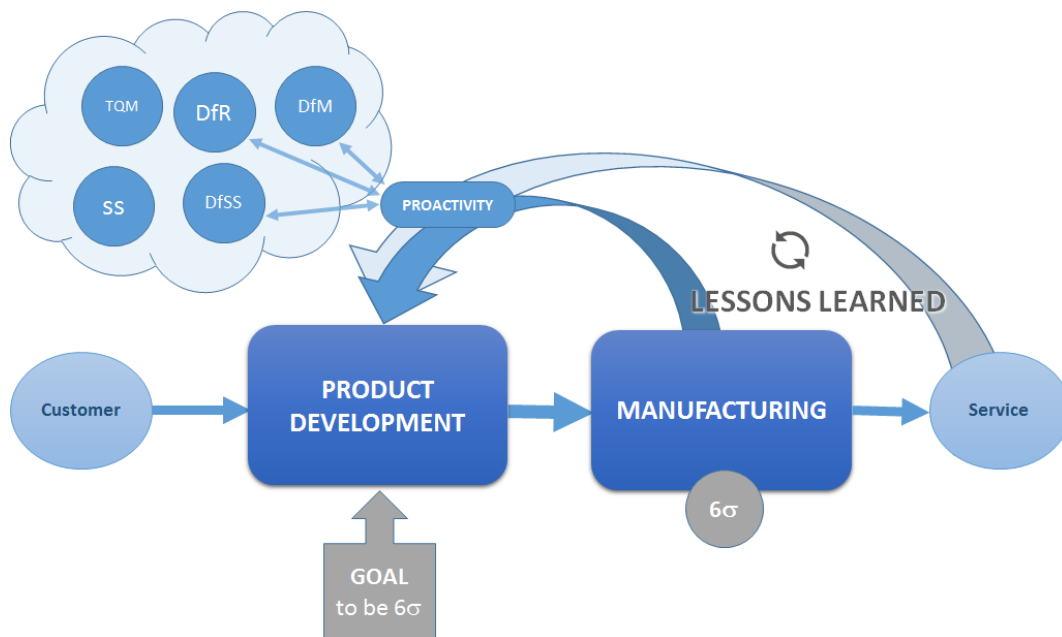 TQM
DfR
DfM
SS
DfSS
PROACTIVITY
LESSONS LEARNED
Customer
PRODUCT
DEVELOPMENT
MANUFACTURING
Service
6σ
GOAL
to be 6σ